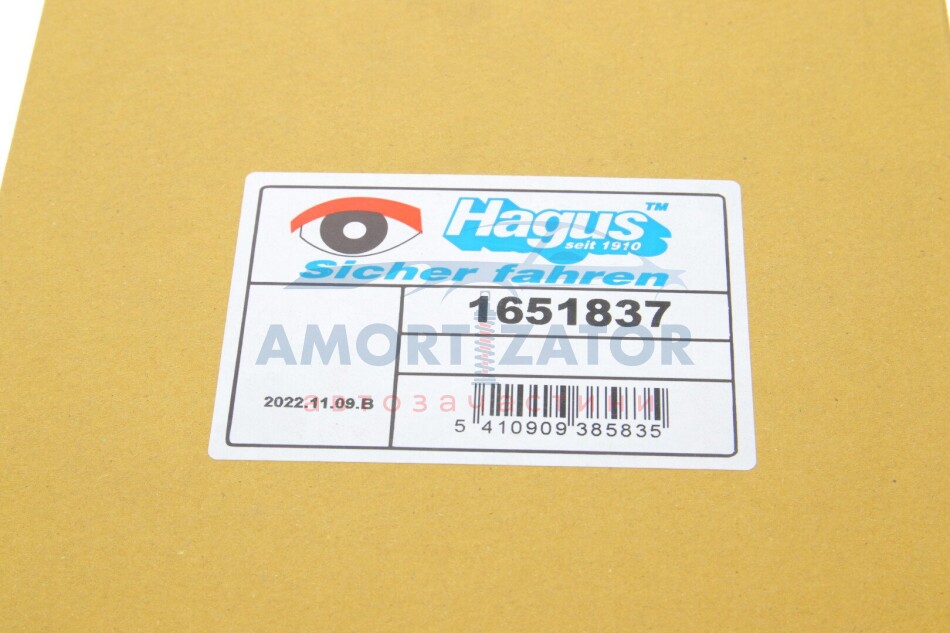 Hagus™
seit 1910
Sicher fahren
1651837
AMORTIZATOR
2022.11.09.B
автозапчастини
5 410909 385835